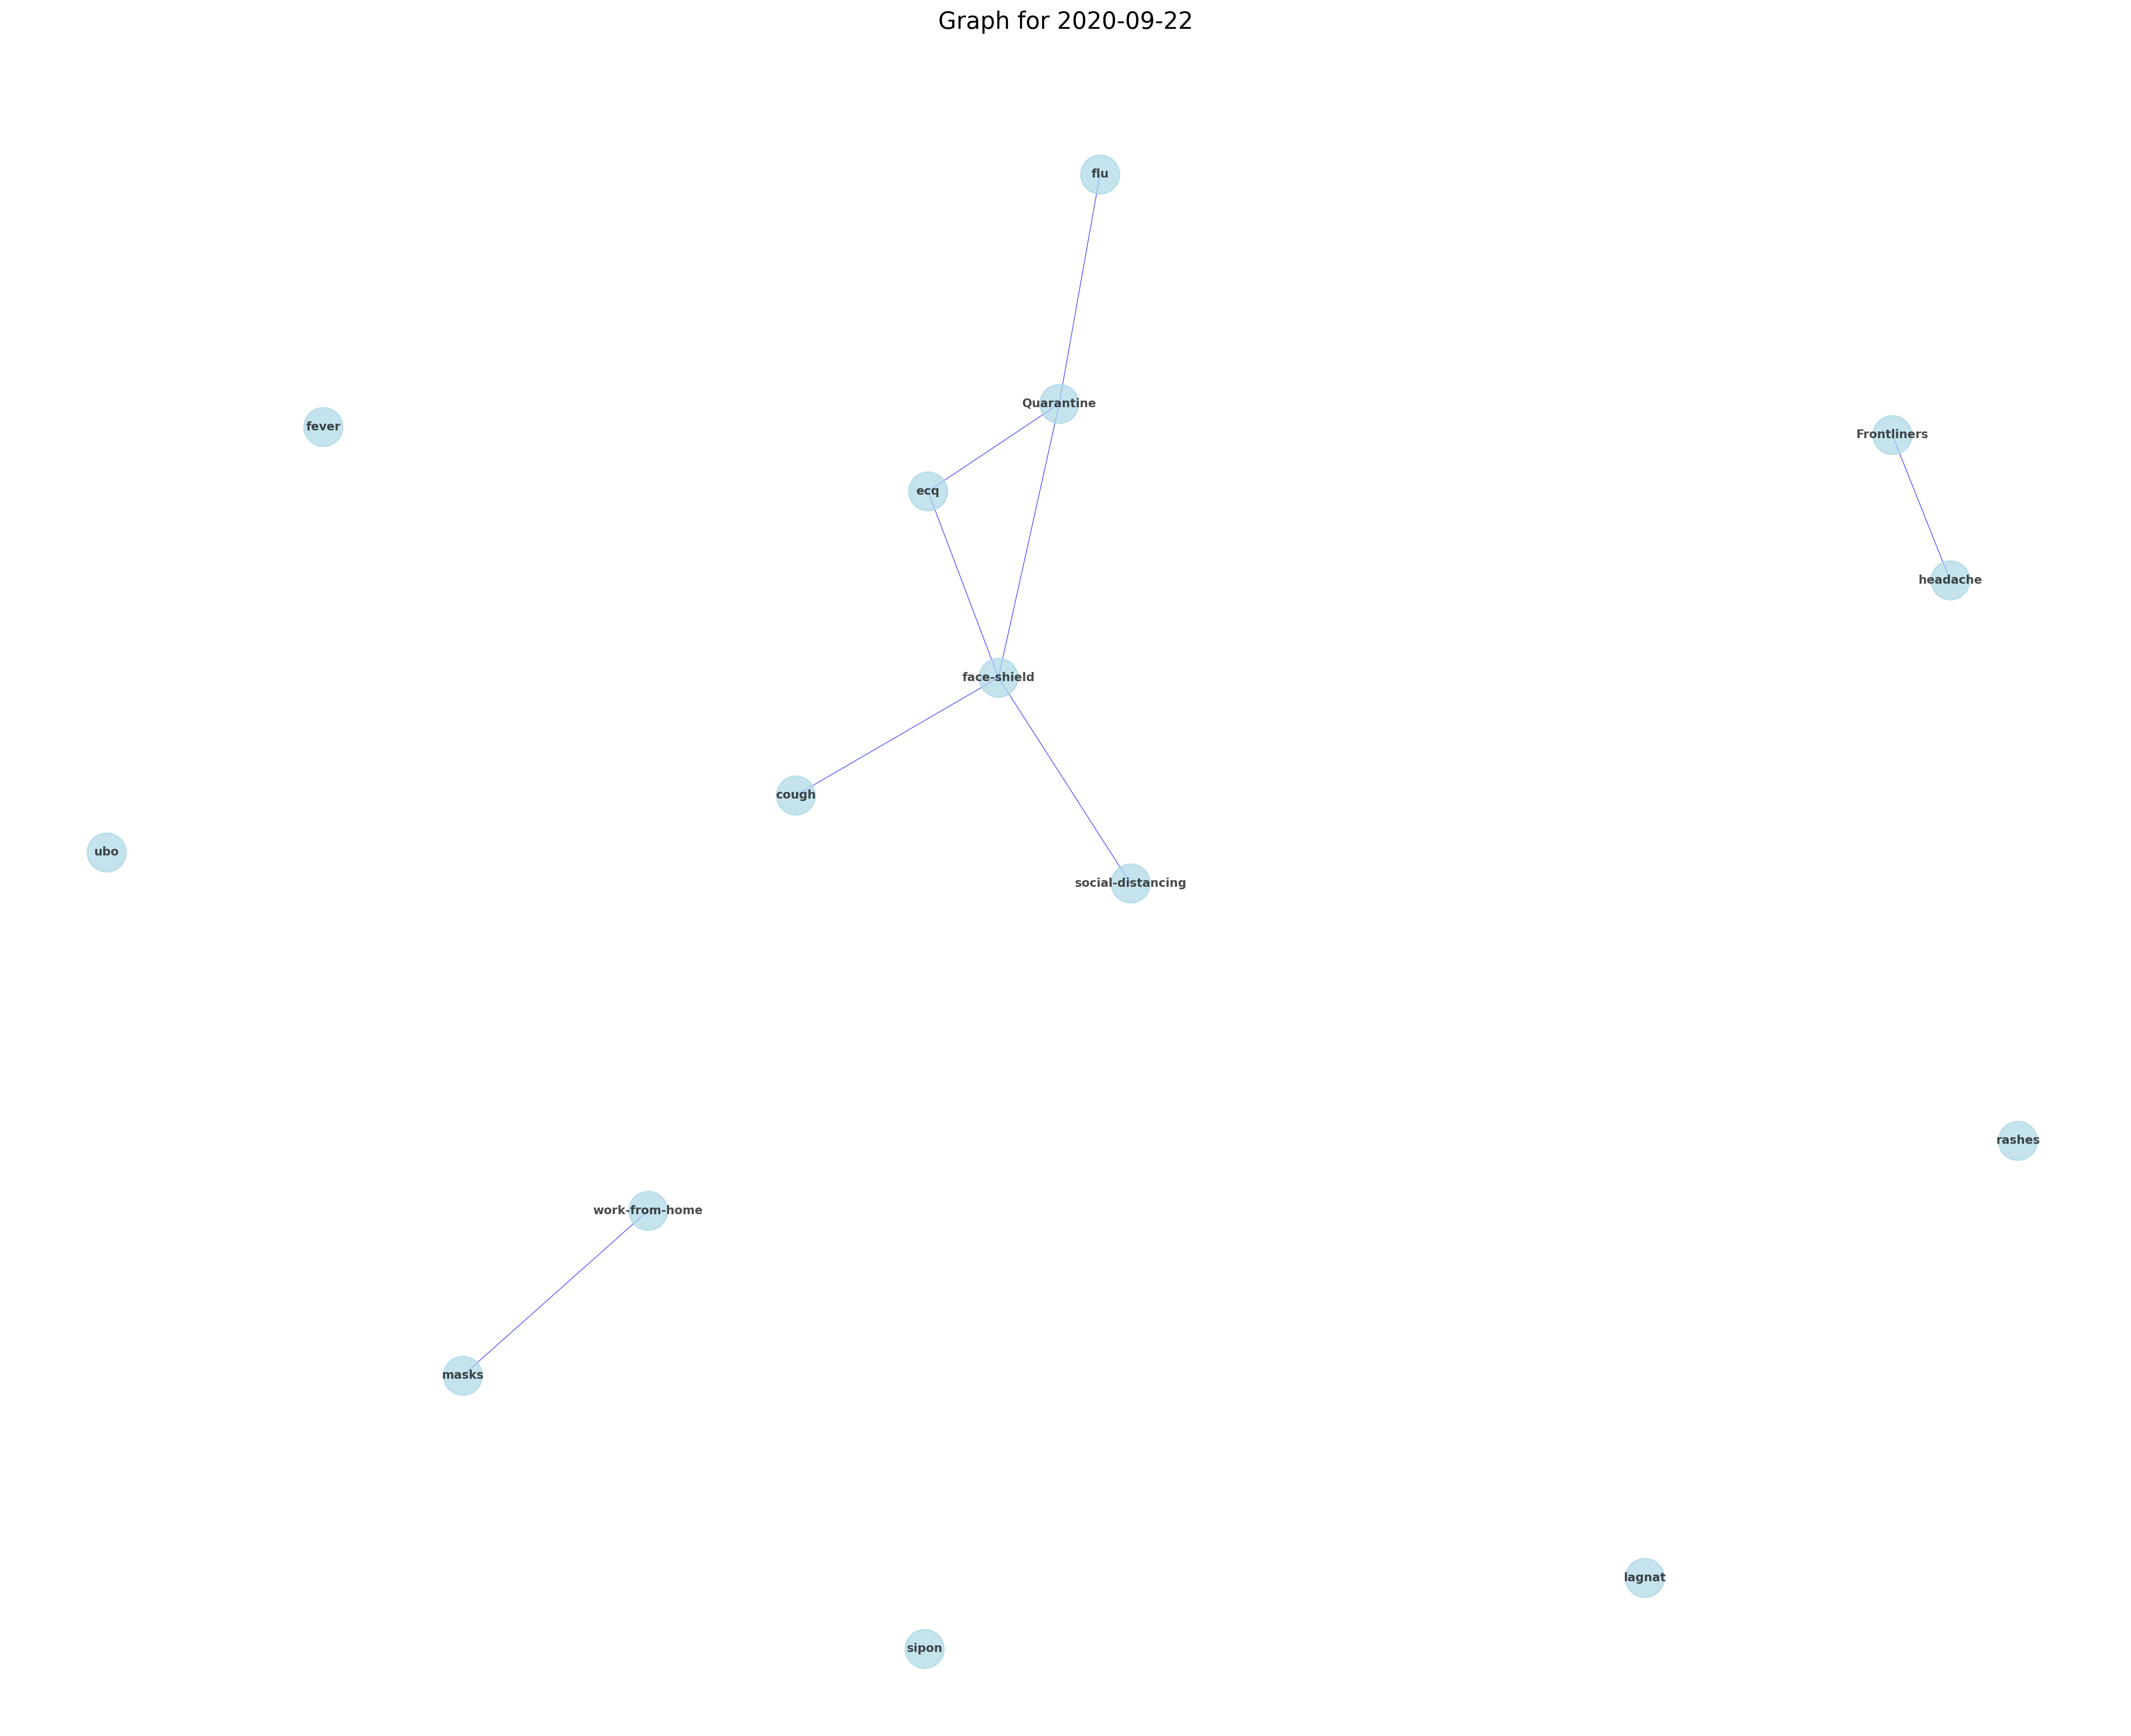 Graph for 2020-09-22
flu
Quarantine
fever
Frontliners
ecq
headache
face-shield
cough
ubo
social-distancing
rashes
work-from-home
masks
lagnat
sipon